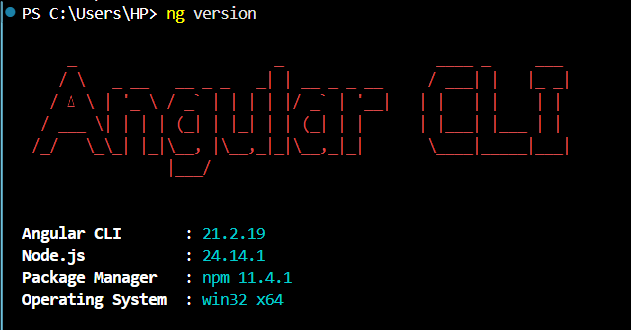 PS C:\Users\HP> ng version
Angular CLI
Angular CLI : 21.2.19
Node.js : 24.14.1
Package Manager : npm 11.4.1
Operating System : win32 x64